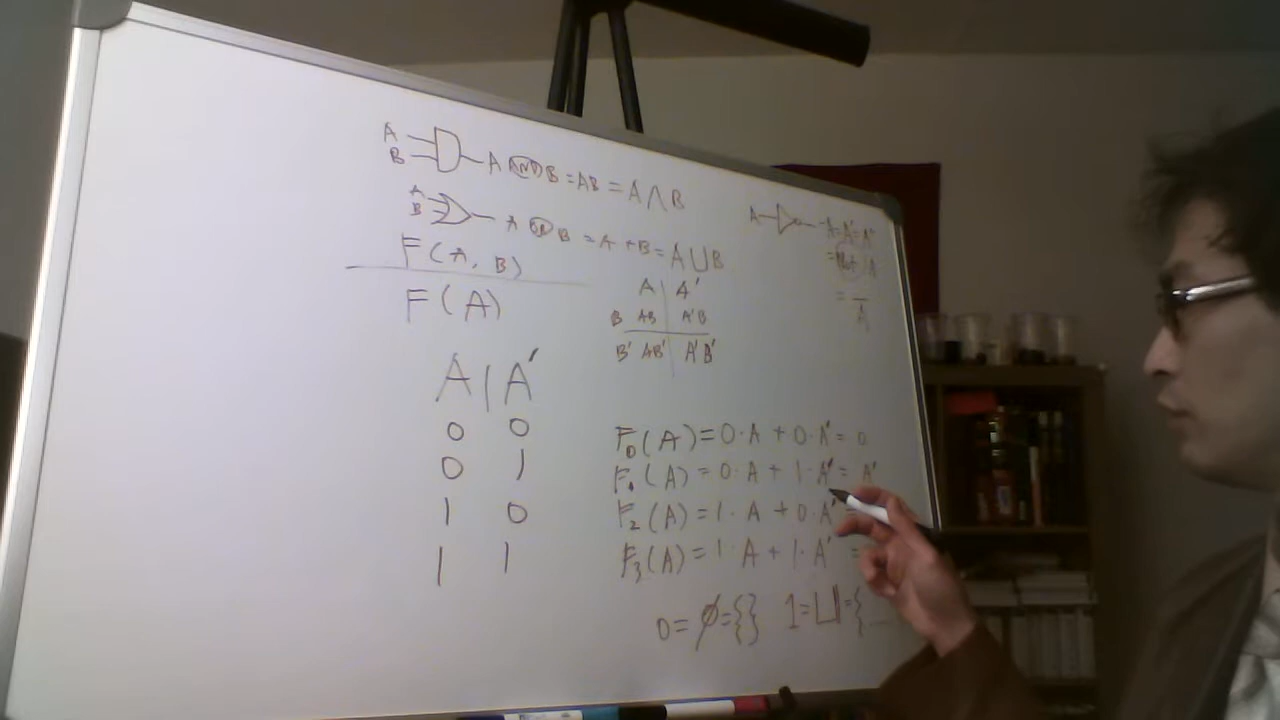 A
B
A AND B = AB = A ∧ B
A
B
A OR B = A + B = A ∪ B
F(A, B)
F(A)
A | A'
0 0
0 1
1 0
1 1
A | A'
B AB | A'B
B' AB' | A'B'
A
-A = A' = A'
= Not A
= A̅
F₀(A) = 0·A + 0·A' = 0
F₁(A) = 0·A + 1·A' = A'
F₂(A) = 1·A + 0·A' =
F₃(A) = 1·A + 1·A' =
0 = ∅ = {} 1 = U = {...